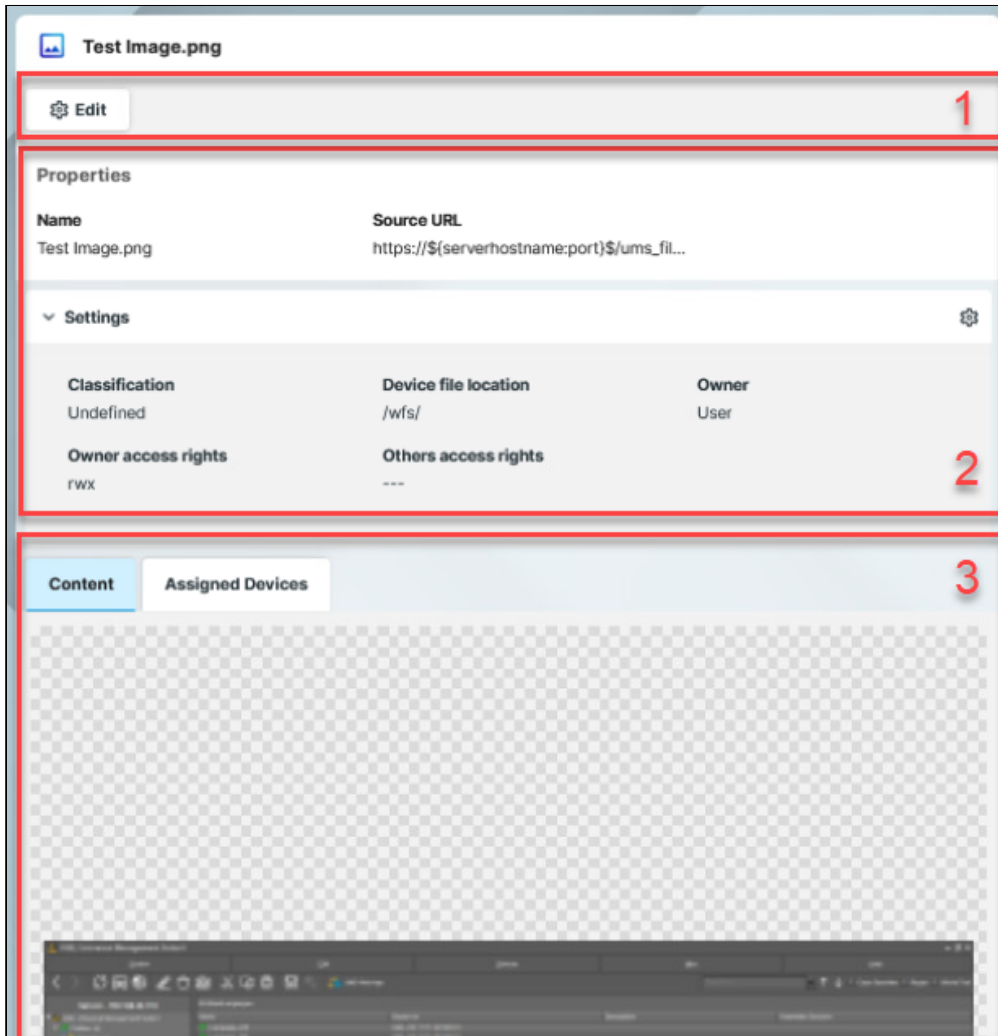 Test Image.png
Edit
1
Properties
Name Source URL
Test Image.png https://${serverhostname:port}$/ums_fil...
Settings
Classification Device file location Owner
Undefined /wfs/ User
Owner access rights Others access rights
rwx ---
2
Content Assigned Devices
3